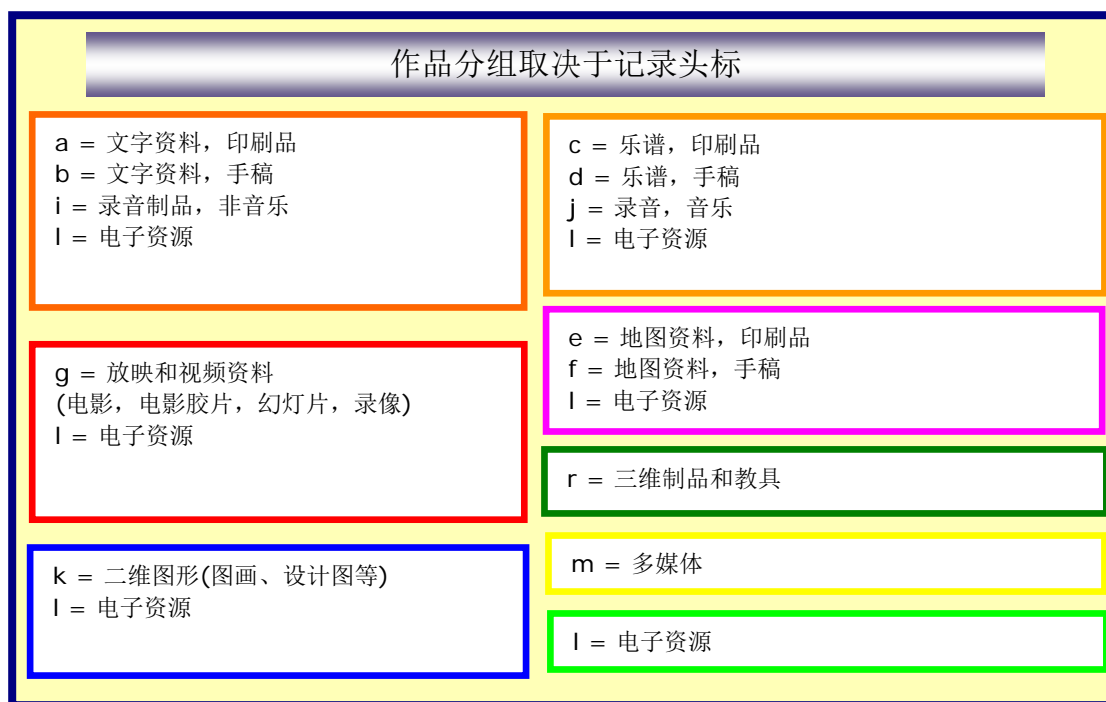 作品分组取决于记录头标
a = 文字资料，印刷品
b = 文字资料，手稿
i = 录音制品，非音乐
l = 电子资源
c = 乐谱，印刷品
d = 乐谱，手稿
j = 录音，音乐
l = 电子资源
g = 放映和视频资料
(电影，电影胶片，幻灯片，录像)
l = 电子资源
e = 地图资料，印刷品
f = 地图资料，手稿
l = 电子资源
r = 三维制品和教具
k = 二维图形(图画、设计图等)
l = 电子资源
m = 多媒体
l = 电子资源